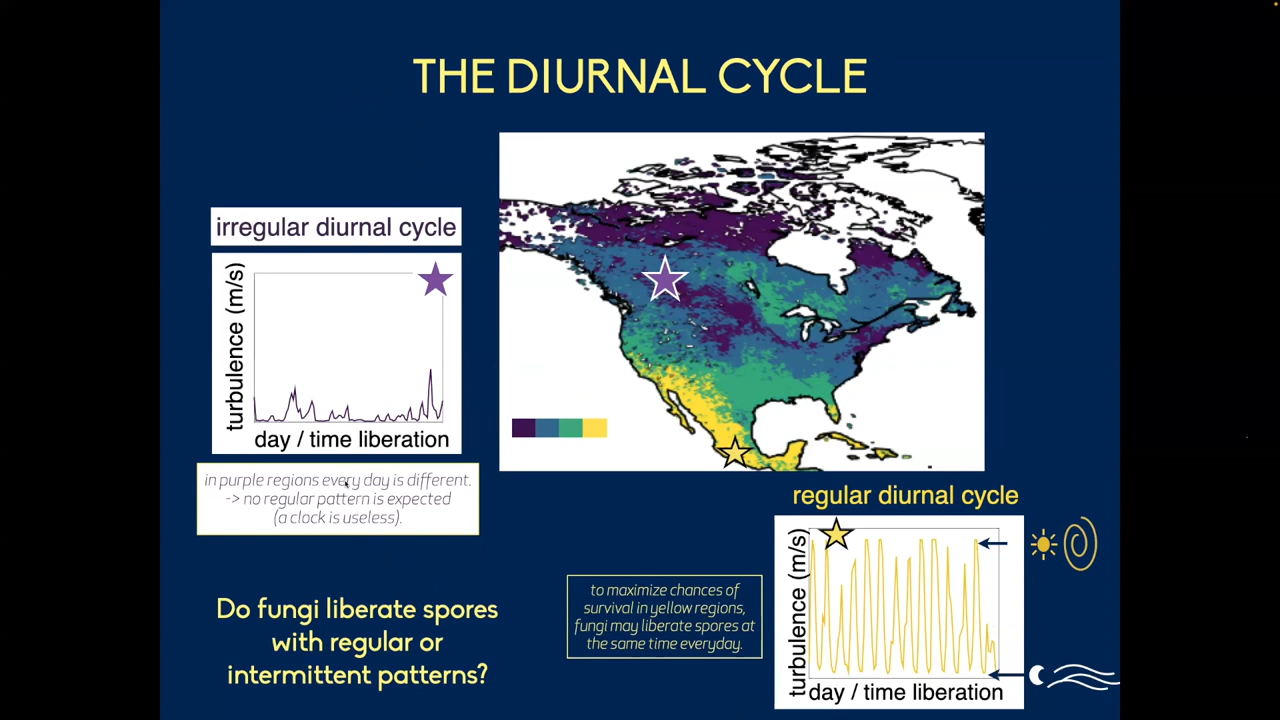 THE DIURNAL CYCLE
irregular diurnal cycle
turbulence (m/s)
day / time liberation
in purple regions every day is different.
-> no regular pattern is expected
(a clock is useless).
Do fungi liberate spores
with regular or
intermittent patterns?
to maximize chances of
survival in yellow regions,
fungi may liberate spores at
the same time everyday.
regular diurnal cycle
turbulence (m/s)
day / time liberation